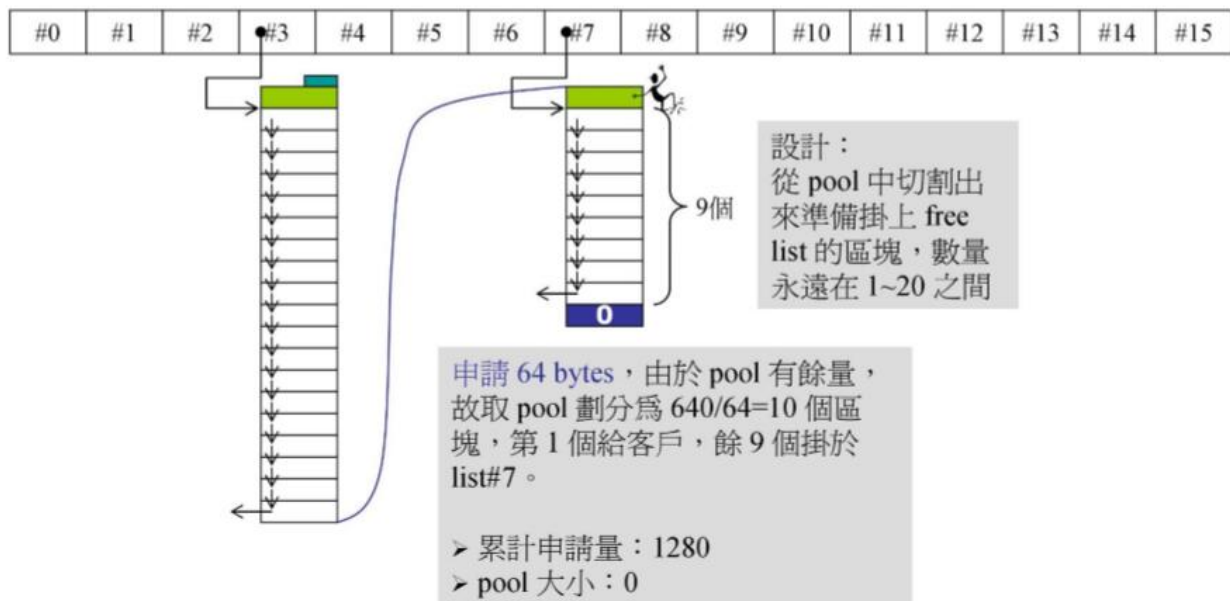 #0 #1 #2 #3 #4 #5 #6 #7 #8 #9 #10 #11 #12 #13 #14 #15
設計：
從 pool 中切割出
來準備掛上 free
list 的區塊，數量
永遠在 1~20 之間
9個
0
申請 64 bytes，由於 pool 有餘量，
故取 pool 劃分為 640/64=10 個區
塊，第 1 個給客戶，餘 9 個掛於
list#7。
➢ 累計申請量：1280
➢ pool 大小：0